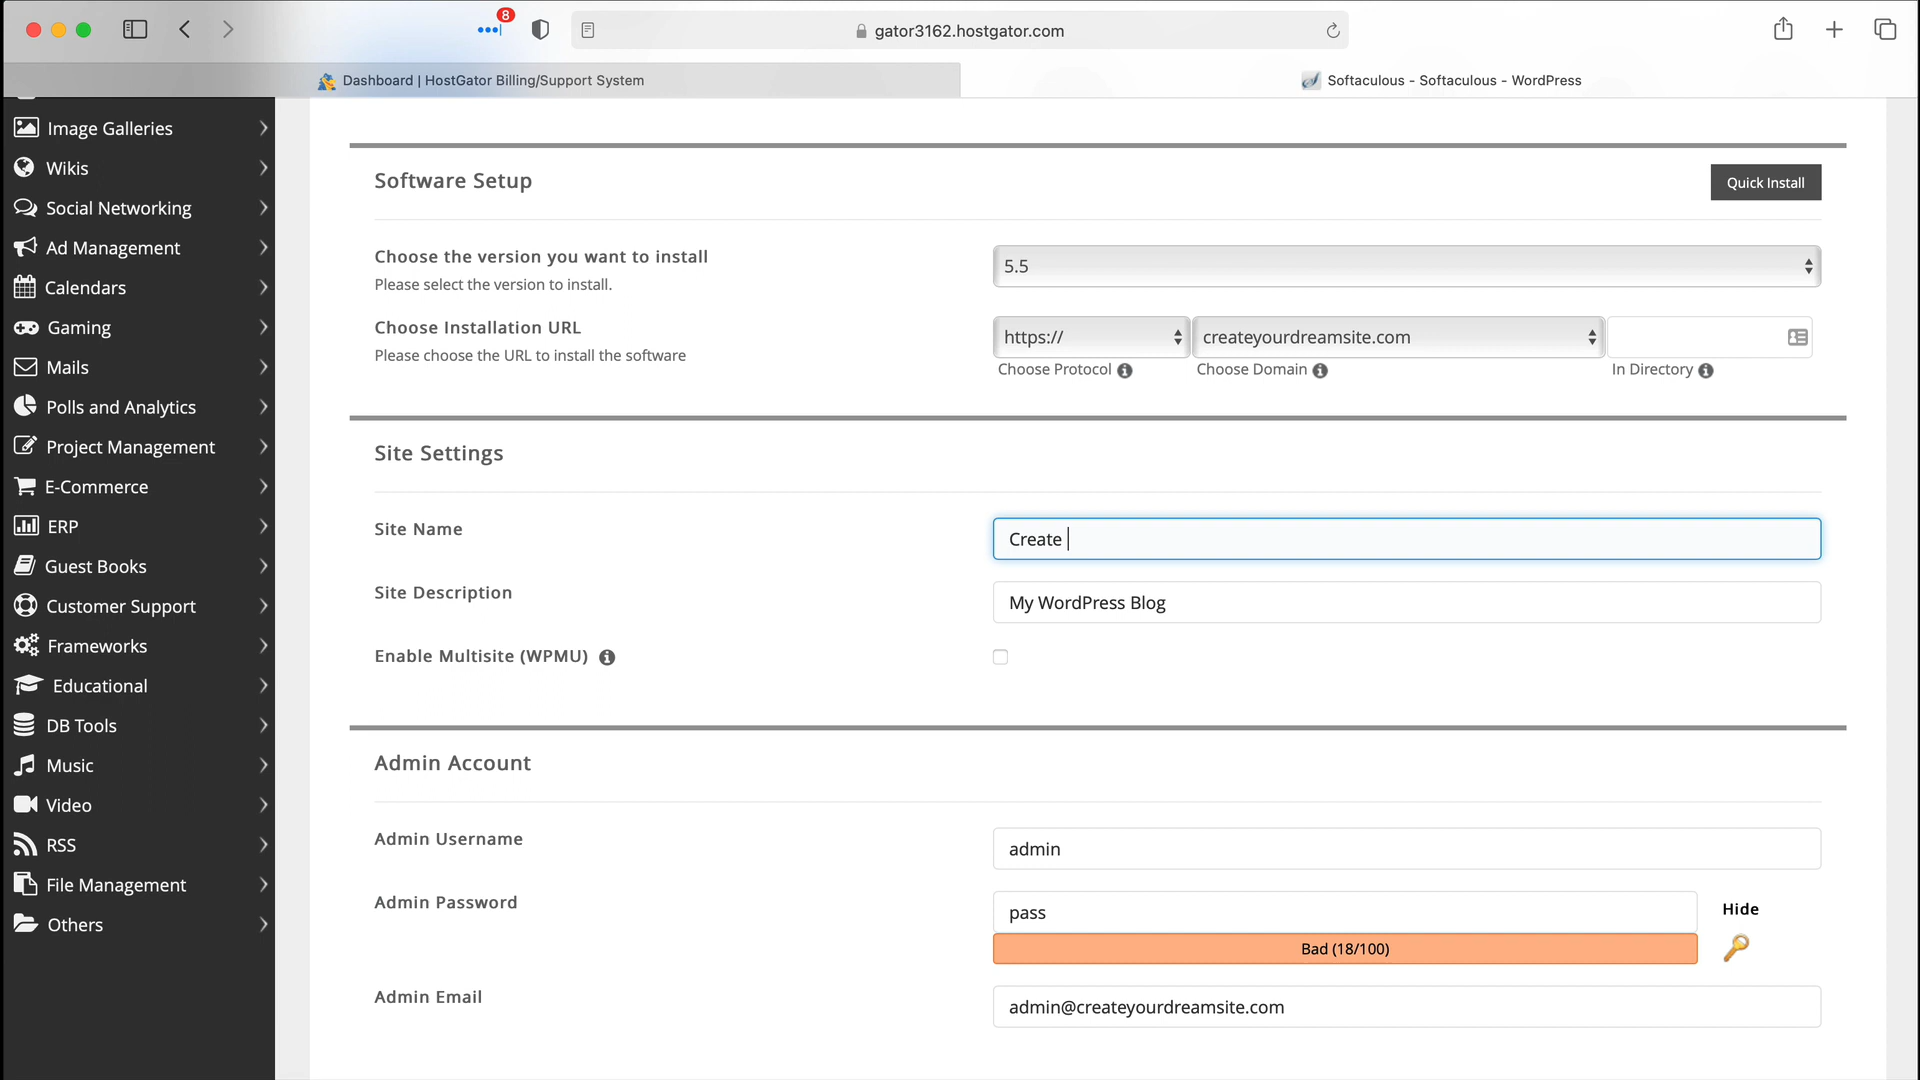 8
gator3162.hostgator.com
Dashboard | HostGator Billing/Support System
Softaculous - Softaculous - WordPress
Image Galleries
Wikis
Social Networking
Ad Management
Calendars
Gaming
Mails
Polls and Analytics
Project Management
E-Commerce
ERP
Guest Books
Customer Support
Frameworks
Educational
DB Tools
Music
Video
RSS
File Management
Others
Software Setup
Quick Install
Choose the version you want to install
Please select the version to install.
5.5
Choose Installation URL
Please choose the URL to install the software
https://
createyourdreamsite.com
Choose Protocol
Choose Domain
In Directory
Site Settings
Site Name
Create
Site Description
My WordPress Blog
Enable Multisite (WPMU)
Admin Account
Admin Username
admin
Admin Password
pass
Hide
Bad (18/100)
Admin Email
admin@createyourdreamsite.com